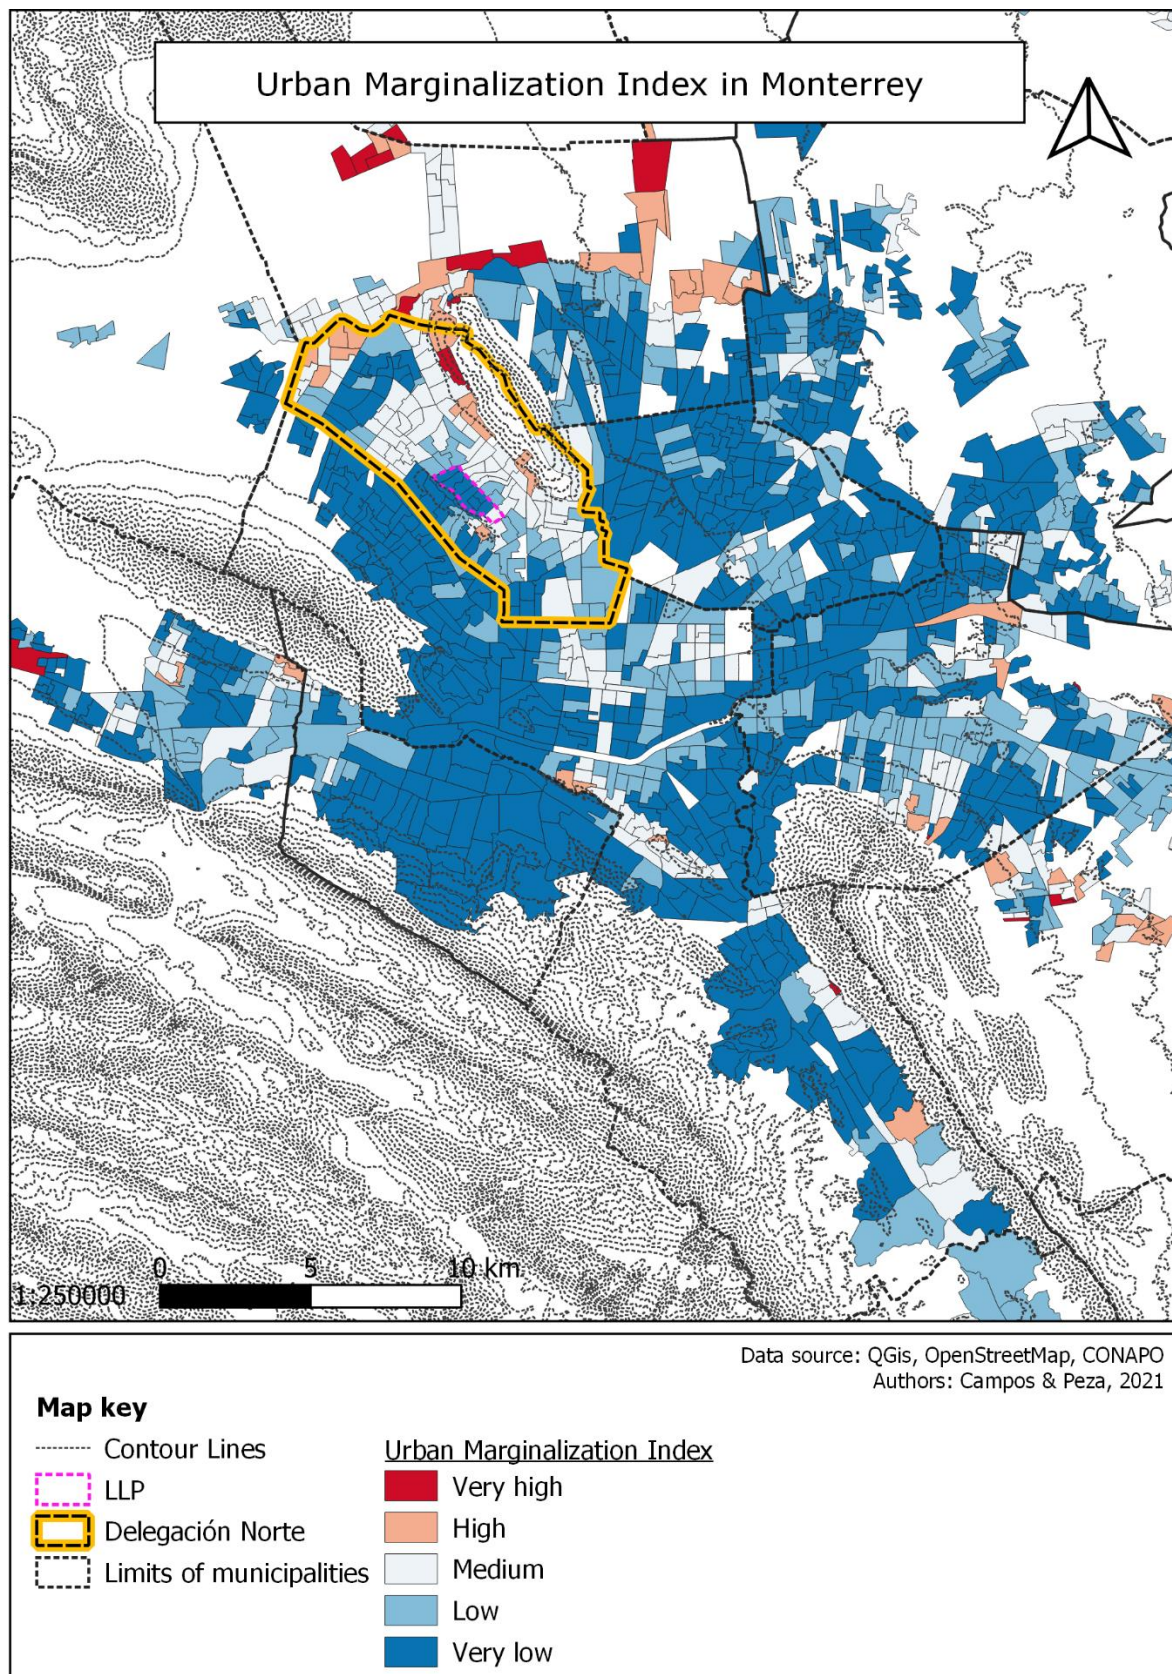 Urban Marginalization Index in Monterrey
0 5 10 km
1:250000
Data source: QGis, OpenStreetMap, CONAPO
Authors: Campos & Peza, 2021
Map key
Contour Lines
LLP
Delegación Norte
Limits of municipalities
Urban Marginalization Index
Very high
High
Medium
Low
Very low